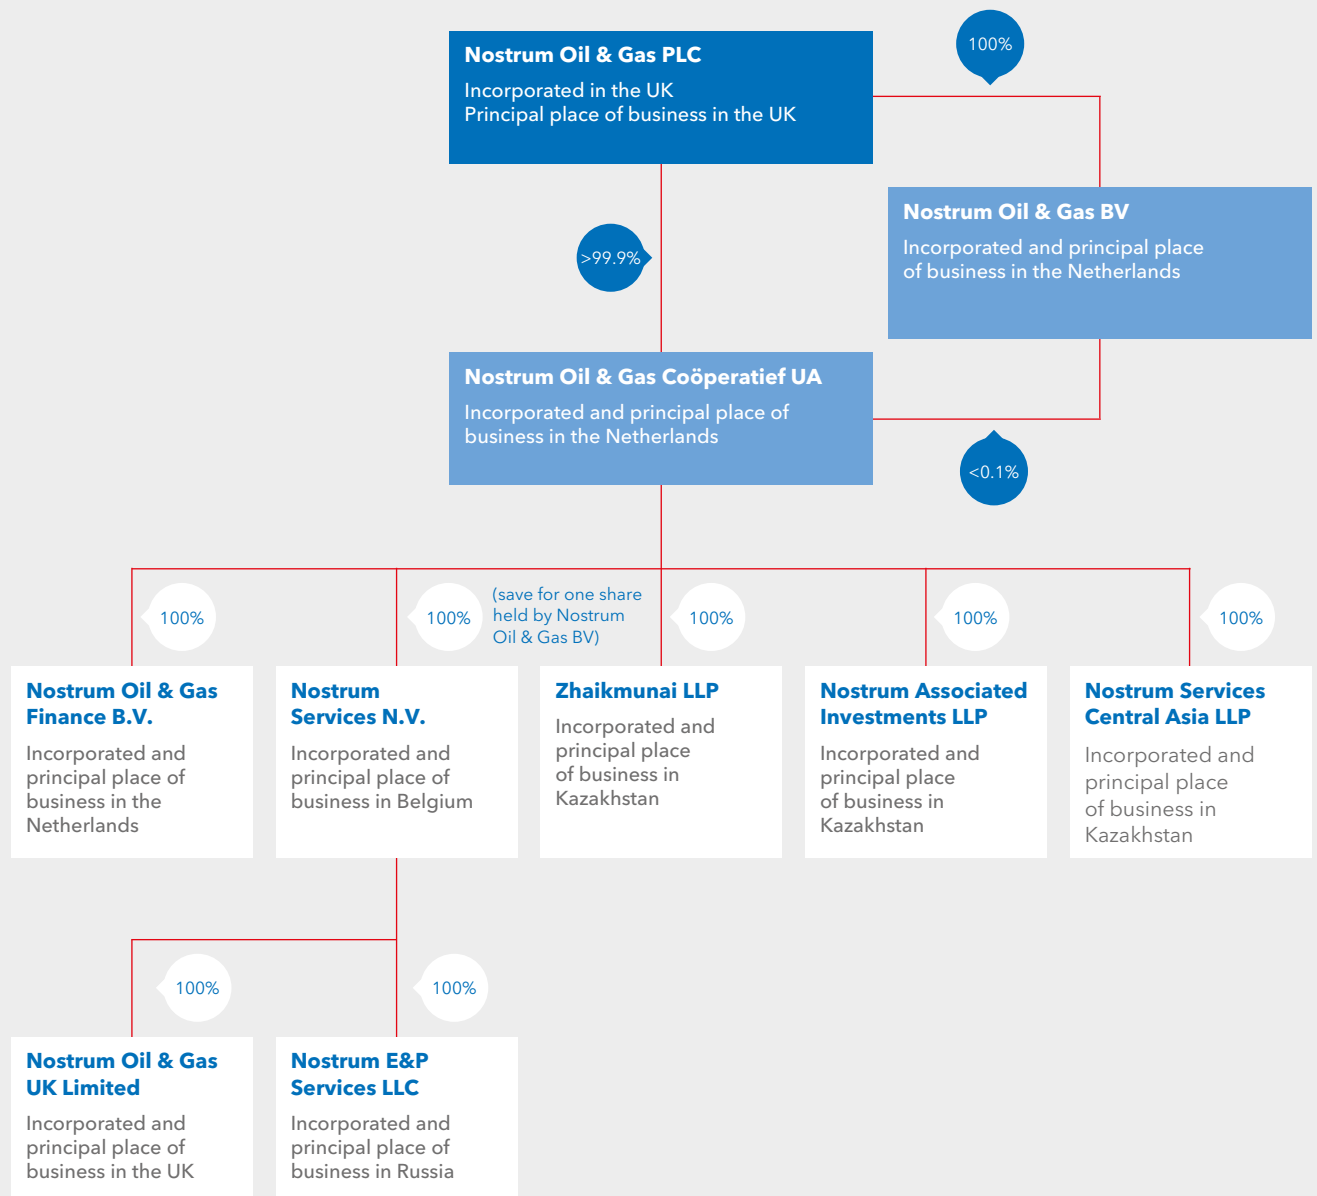 Nostrum Oil & Gas PLC
Incorporated in the UK
Principal place of business in the UK
100%
Nostrum Oil & Gas BV
Incorporated and principal place
of business in the Netherlands
>99.9%
Nostrum Oil & Gas Coöperatief UA
Incorporated and principal place of
business in the Netherlands
<0.1%
100%
100%
(save for one share
held by Nostrum
Oil & Gas BV)
100%
100%
100%
Nostrum Oil & Gas
Finance B.V.
Incorporated and
principal place of
business in the
Netherlands
Nostrum
Services N.V.
Incorporated and
principal place of
business in Belgium
Zhaikmunai LLP
Incorporated and
principal place
of business in
Kazakhstan
Nostrum Associated
Investments LLP
Incorporated and
principal place
of business in
Kazakhstan
Nostrum Services
Central Asia LLP
Incorporated and
principal place
of business in
Kazakhstan
100%
100%
Nostrum Oil & Gas
UK Limited
Incorporated and
principal place of
business in the UK
Nostrum E&P
Services LLC
Incorporated and
principal place of
business in Russia